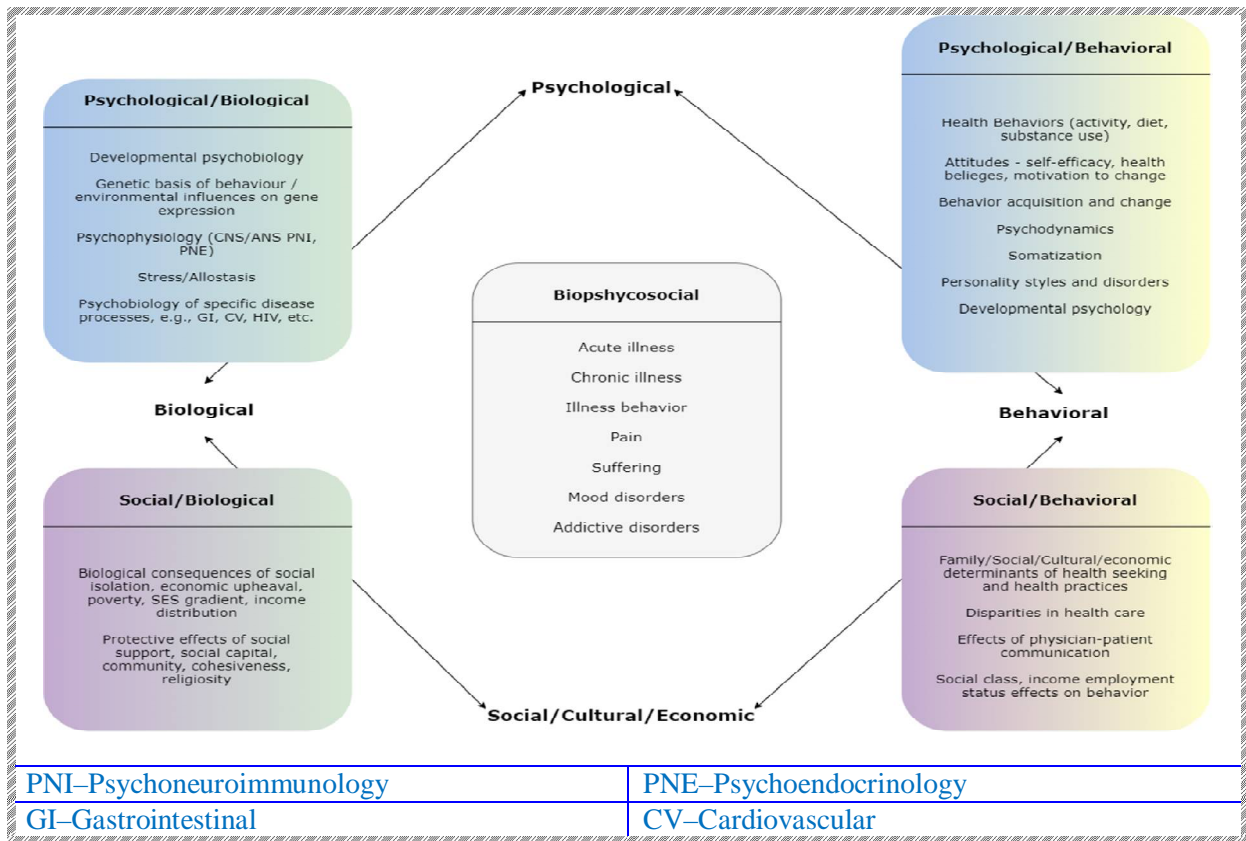 Psychological/Biological
Developmental psychobiology
Genetic basis of behaviour /
environmental influences on gene
expression
Psychophysiology (CNS/ANS PNI,
PNE)
Stress/Allostasis
Psychobiology of specific disease
processes, e.g., GI, CV, HIV, etc.
Psychological
Psychological/Behavioral
Health Behaviors (activity, diet,
substance use)
Attitudes - self-efficacy, health
belieges, motivation to change
Behavior acquisition and change
Psychodynamics
Somatization
Personality styles and disorders
Developmental psychology
Biopshycosocial
Acute illness
Chronic illness
Illness behavior
Pain
Suffering
Mood disorders
Addictive disorders
Biological
Behavioral
Social/Biological
Biological consequences of social
isolation, economic upheaval,
poverty, SES gradient, income
distribution
Protective effects of social
support, social capital,
community, cohesiveness,
religiosity
Social/Behavioral
Family/Social/Cultural/economic
determinants of health seeking
and health practices
Disparities in health care
Effects of physician-patient
communication
Social class, income employment
status effects on behavior
Social/Cultural/Economic
PNI–Psychoneuroimmunology
PNE–Psychoendocrinology
GI–Gastrointestinal
CV–Cardiovascular